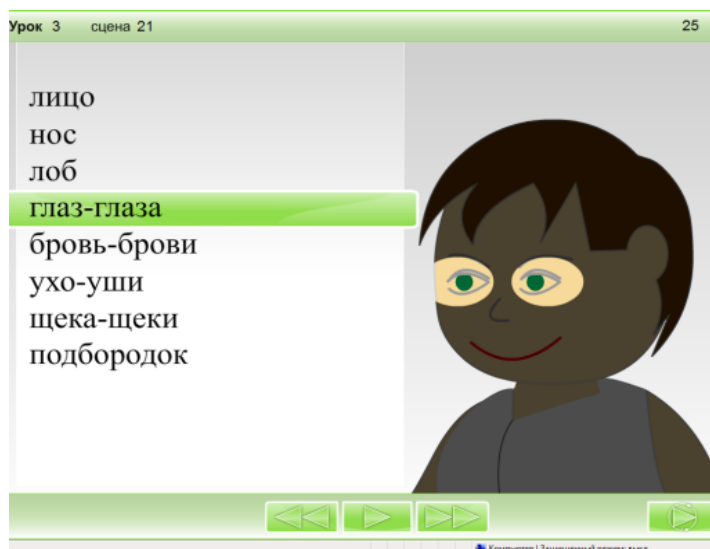 Урок 3 сцена 21 25
лицо
нос
лоб
глаз-глаза
бровь-брови
ухо-уши
щека-щеки
подбородок